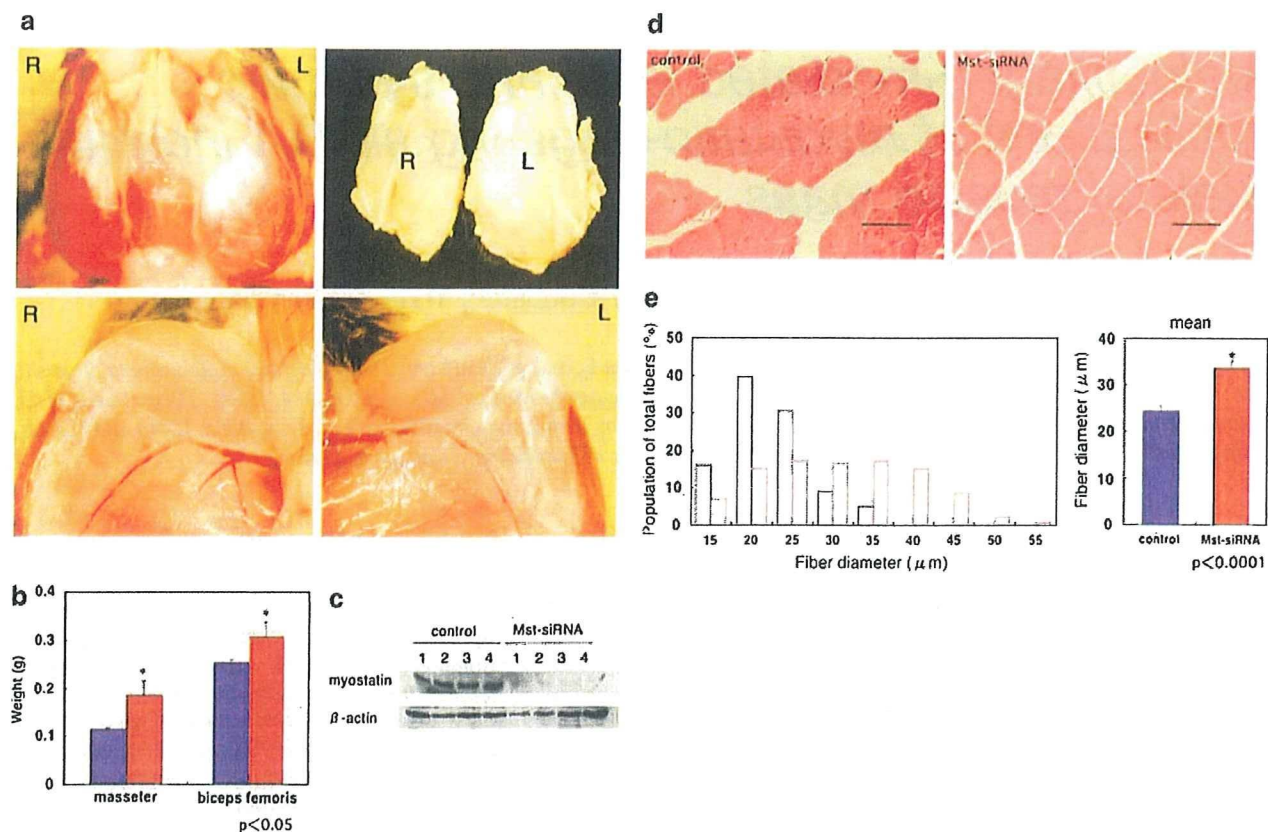 a
R
L
R
L
R
L
b
Weight (g)
0.4
0.3
0.2
0.1
0
*
*
masseter
biceps femoris
p<0.05
c
control
Mst-siRNA
1 2 3 4 1 2 3 4
myostatin
β-actin
d
control
Mst-siRNA
e
Population of total fibers (%)
50
40
30
20
10
0
15 20 25 30 35 40 45 50 55
Fiber diameter (μm)
mean
Fiber diameter (μm)
40
30
20
10
0
*
control
Mst-siRNA
p<0.0001